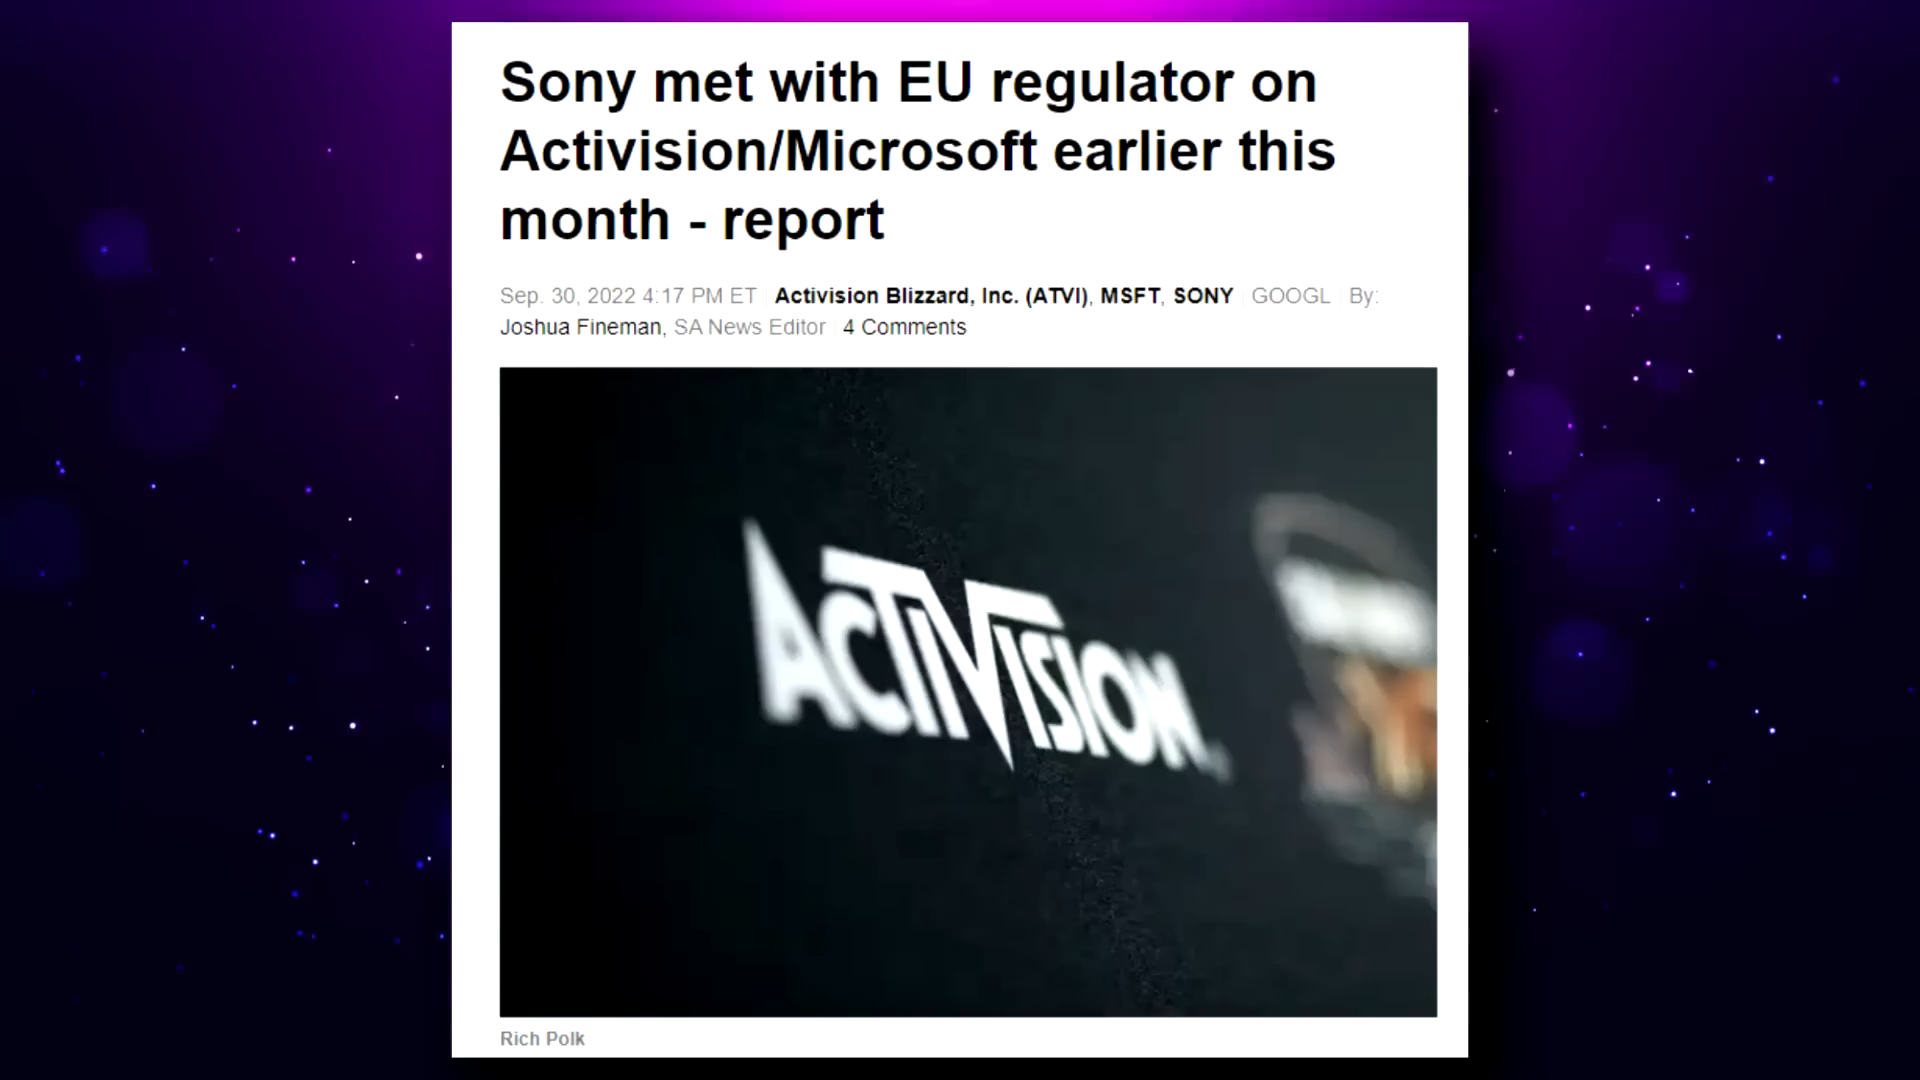 Sony met with EU regulator on
Activision/Microsoft earlier this
month - report
Sep. 30, 2022 4:17 PM ET Activision Blizzard, Inc. (ATVI), MSFT, SONY GOOGL By:
Joshua Fineman, SA News Editor 4 Comments
ACTIVISION
Rich Polk